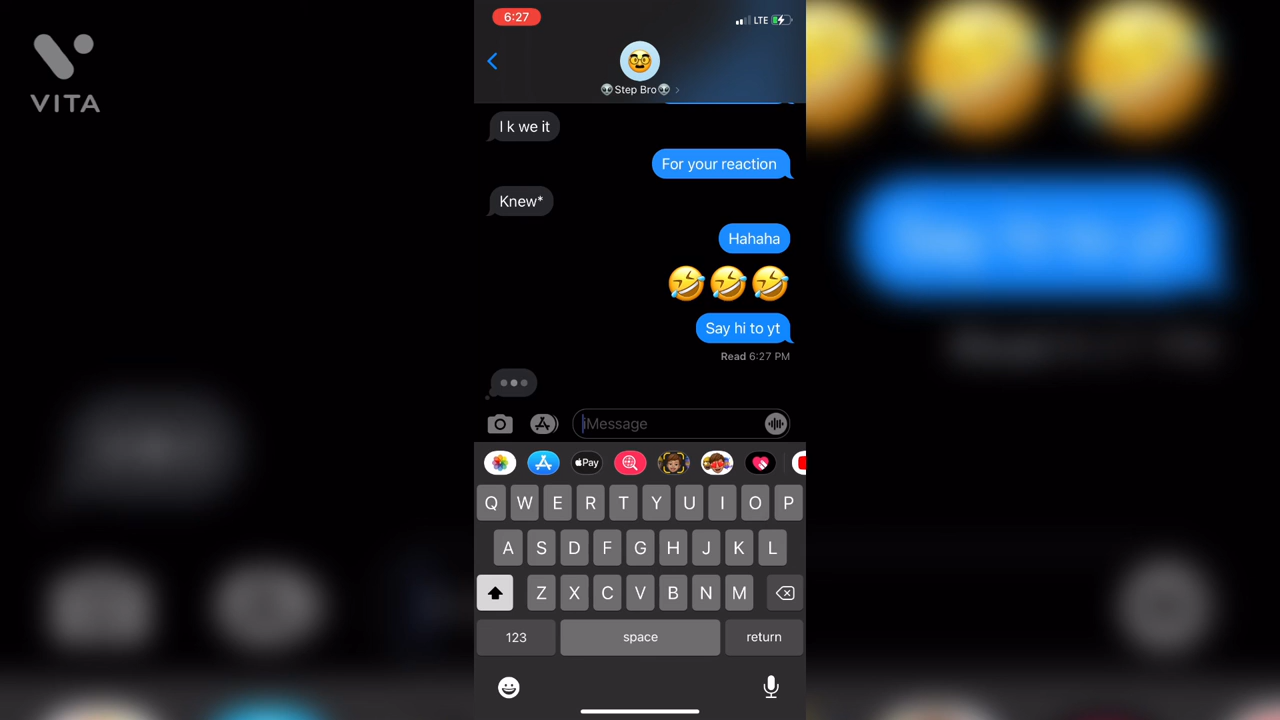 VITA
6:27
LTE
👽Step Bro👽 >
I k we it
For your reaction
Knew*
Hahaha
🤣🤣🤣
Say hi to yt
Read 6:27 PM
iMessage
Pay
Q W E R T Y U I O P
A S D F G H J K L
Z X C V B N M
123 space return